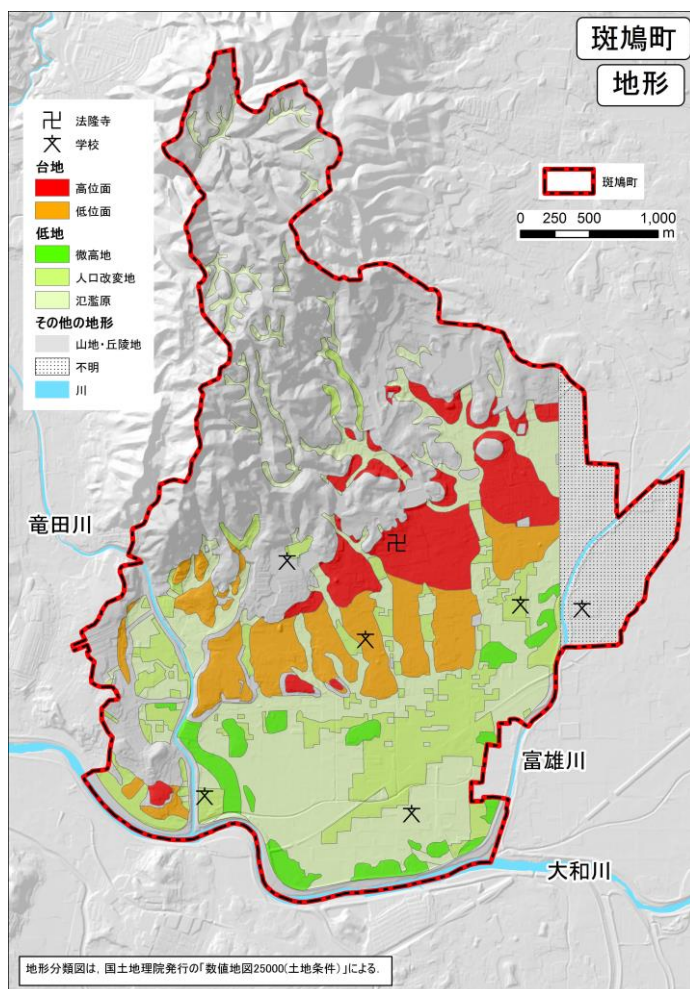 斑鳩町
地形
法隆寺
学校
台地
高位面
低位面
低地
微高地
人口改変地
氾濫原
その他の地形
山地・丘陵地
不明
川
斑鳩町
0 250 500 1,000
m
竜田川
富雄川
大和川
地形分類図は，国土地理院発行の「数値地図25000(土地条件)」による．